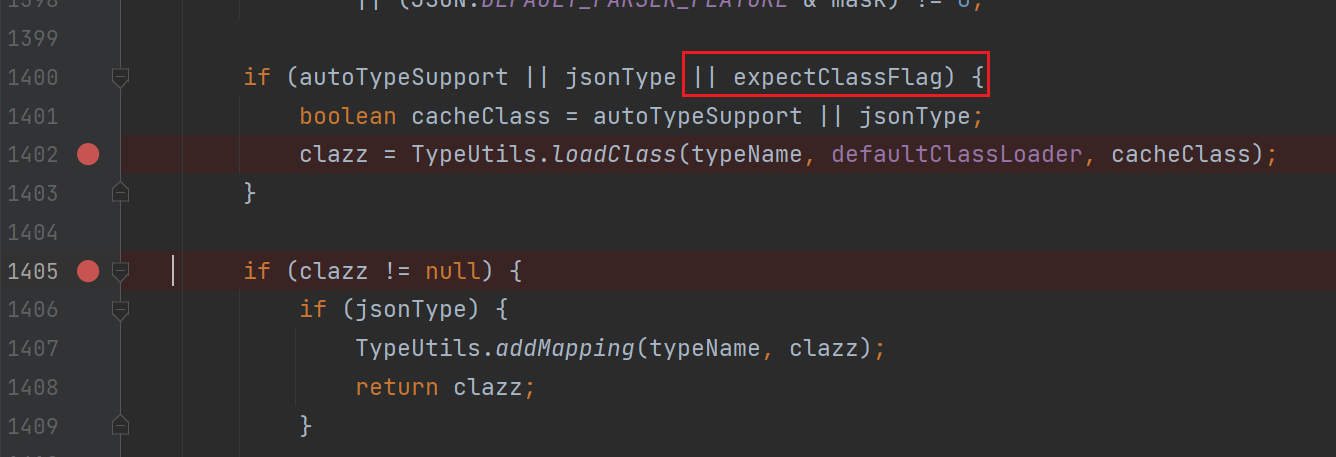 1398 || (JSON.DEFAULT_PARSER_FEATURE & mask) != 0;
1399
1400 if (autoTypeSupport || jsonType || expectClassFlag) {
1401 boolean cacheClass = autoTypeSupport || jsonType;
1402 clazz = TypeUtils.loadClass(typeName, defaultClassLoader, cacheClass);
1403 }
1404
1405 if (clazz != null) {
1406 if (jsonType) {
1407 TypeUtils.addMapping(typeName, clazz);
1408 return clazz;
1409 }